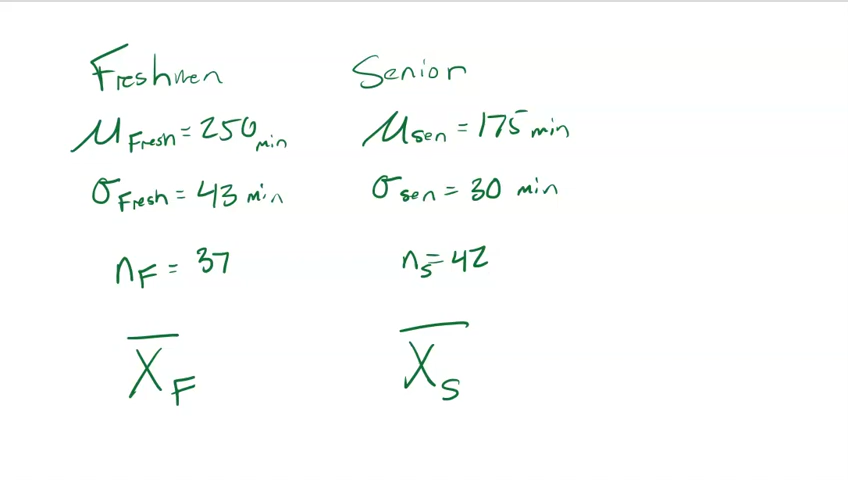 Freshmen Senior
μFresh = 250 min μsen = 175 min
σFresh = 43 min σsen = 30 min
nF = 37 nS = 42
X̅F X̅S